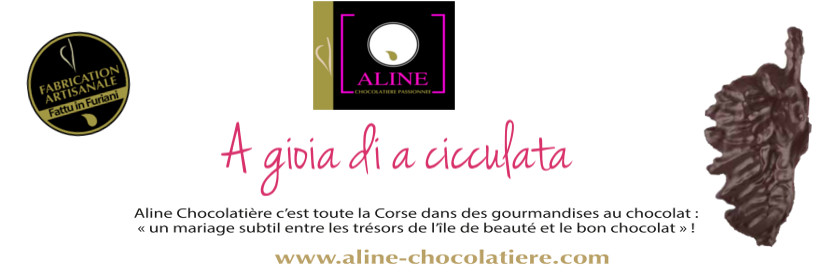 FABRICATION
ARTISANALE
Fattu in Furiani
ALINE
CHOCOLATIERE PASSIONNEE
A gioia di a cicculata
Aline Chocolatière c’est toute la Corse dans des gourmandises au chocolat :
« un mariage subtil entre les trésors de l’île de beauté et le bon chocolat » !
www.aline-chocolatiere.com